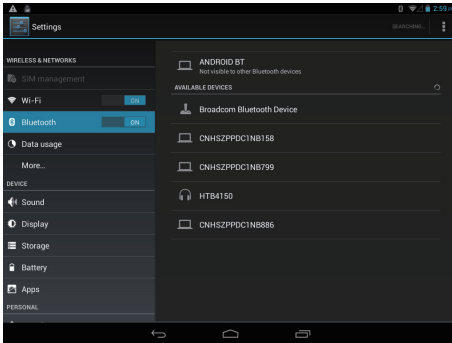 2:59
Settings
SEARCHING...
WIRELESS & NETWORKS
SIM management
Wi-Fi
ON
Bluetooth
ON
Data usage
More...
DEVICE
Sound
Display
Storage
Battery
Apps
PERSONAL
ANDROID BT
Not visible to other Bluetooth devices
AVAILABLE DEVICES
Broadcom Bluetooth Device
CNHSZPPDC1NB158
CNHSZPPDC1NB799
HTB4150
CNHSZPPDC1NB886